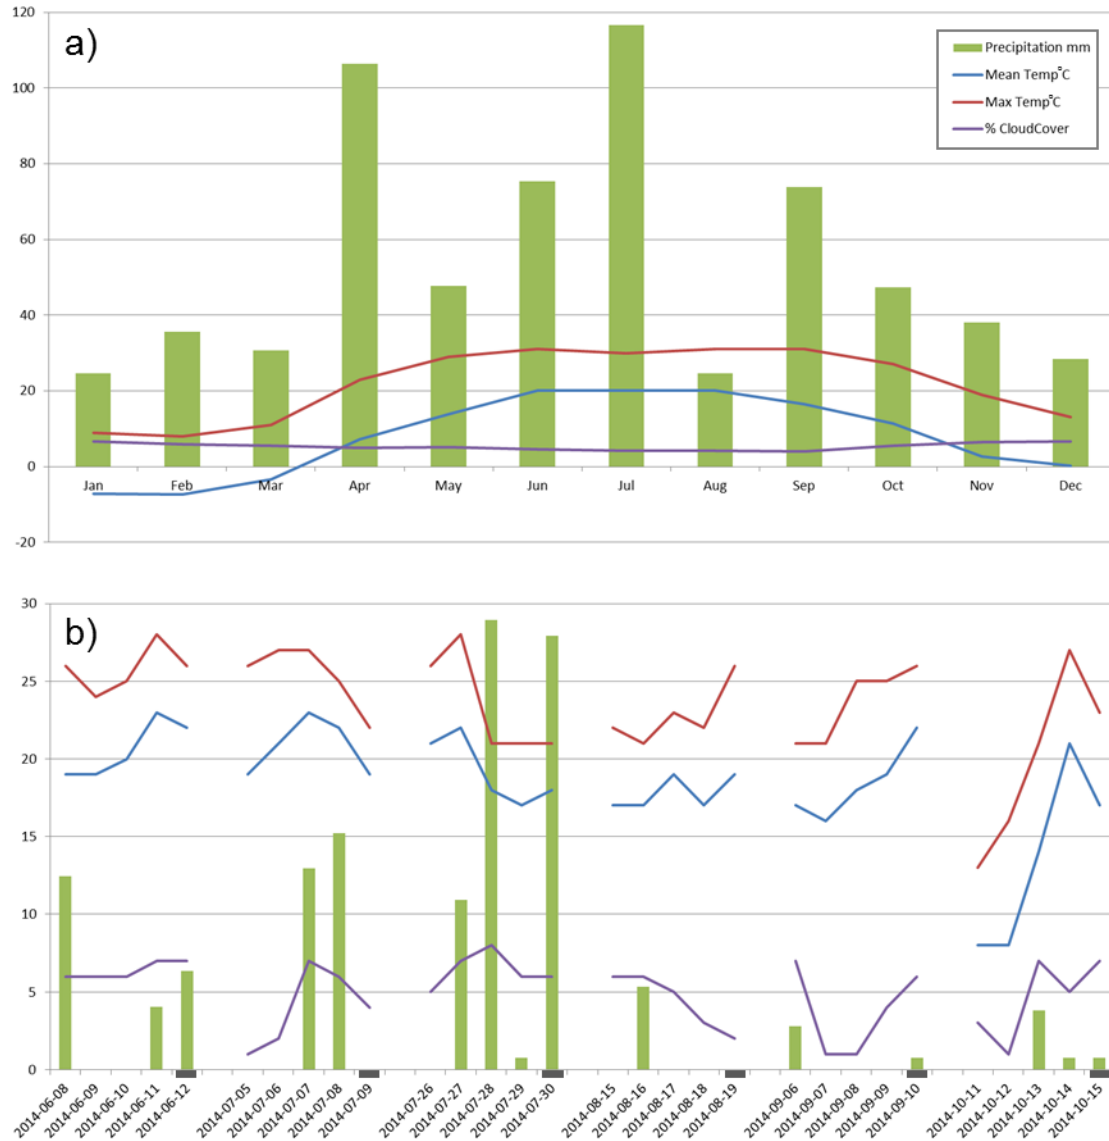 120
a)
Precipitation mm
100
Mean Temp°C
Max Temp°C
% CloudCover
80
60
40
20
0
Jan Feb Mar Apr May Jun Jul Aug Sep Oct Nov Dec
-20
30
b)
25
20
15
10
5
0
2014-06-08 2014-06-09 2014-06-10 2014-06-11 2014-06-12 2014-07-05 2014-07-06 2014-07-07 2014-07-08 2014-07-09 2014-07-26 2014-07-27 2014-07-28 2014-07-29 2014-07-30 2014-08-15 2014-08-16 2014-08-17 2014-08-18 2014-08-19 2014-09-06 2014-09-07 2014-09-08 2014-09-09 2014-09-10 2014-10-11 2014-10-12 2014-10-13 2014-10-14 2014-10-15